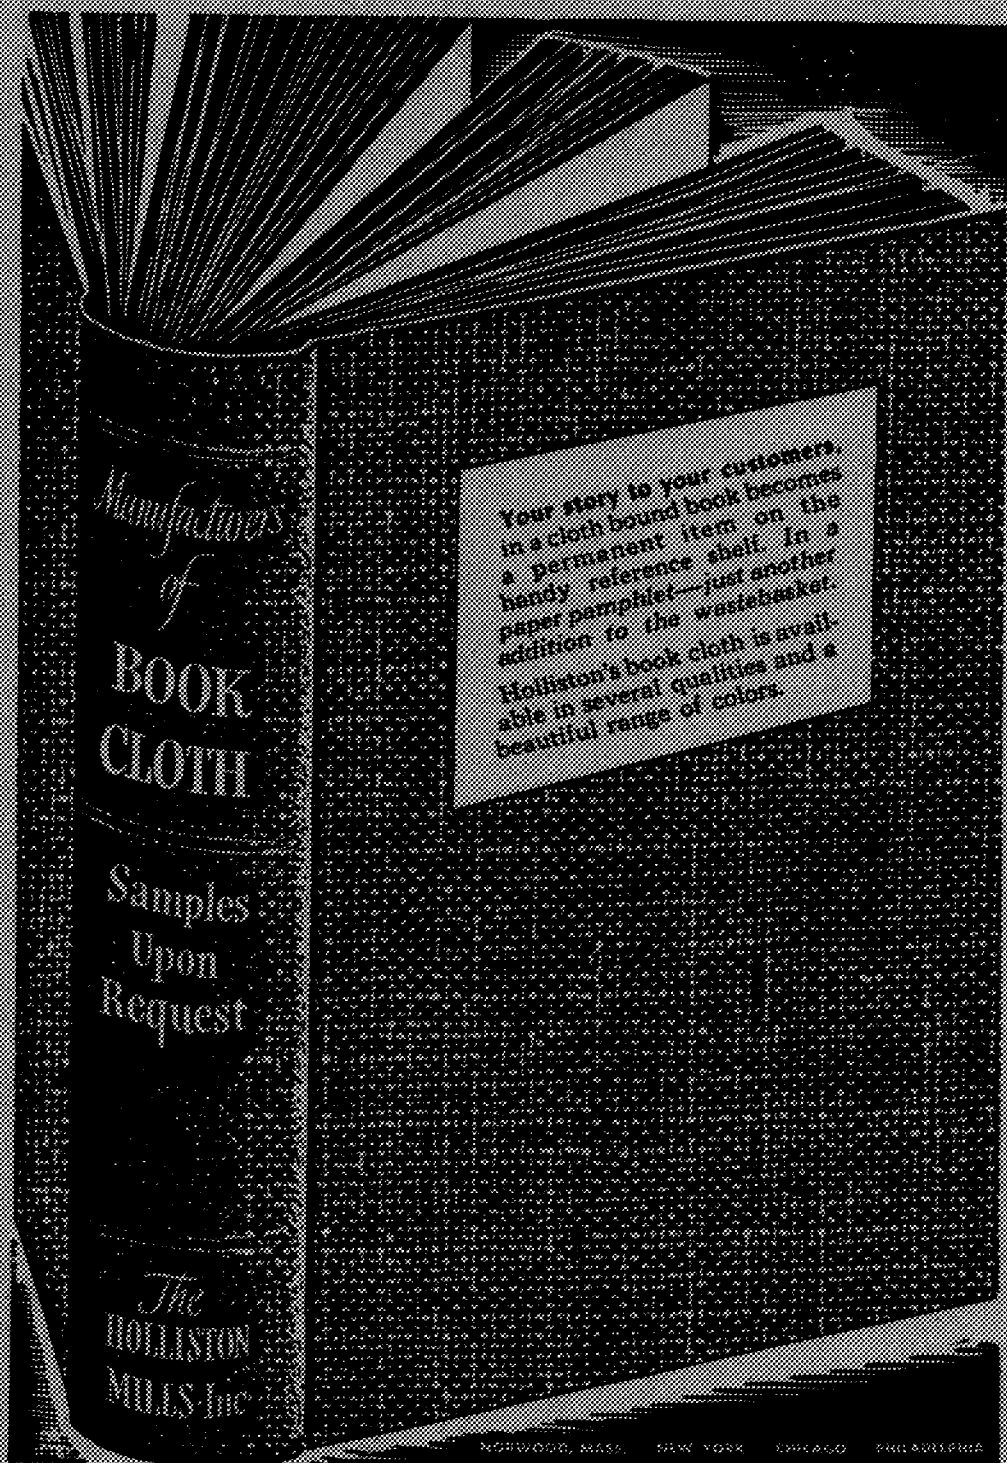 Manufacturers
of
BOOK
CLOTH
Samples
Upon
Request
The
HOLLISTON
MILLS·Inc
Your story to your customers,
in a cloth bound book becomes
a permanent item on the
handy reference shelf. In a
paper pamphlet—just another
addition to the wastebasket.
Holliston's book cloth is avail-
able in several qualities and a
beautiful range of colors.
NORWOOD, MASS. NEW YORK CHICAGO PHILADELPHIA